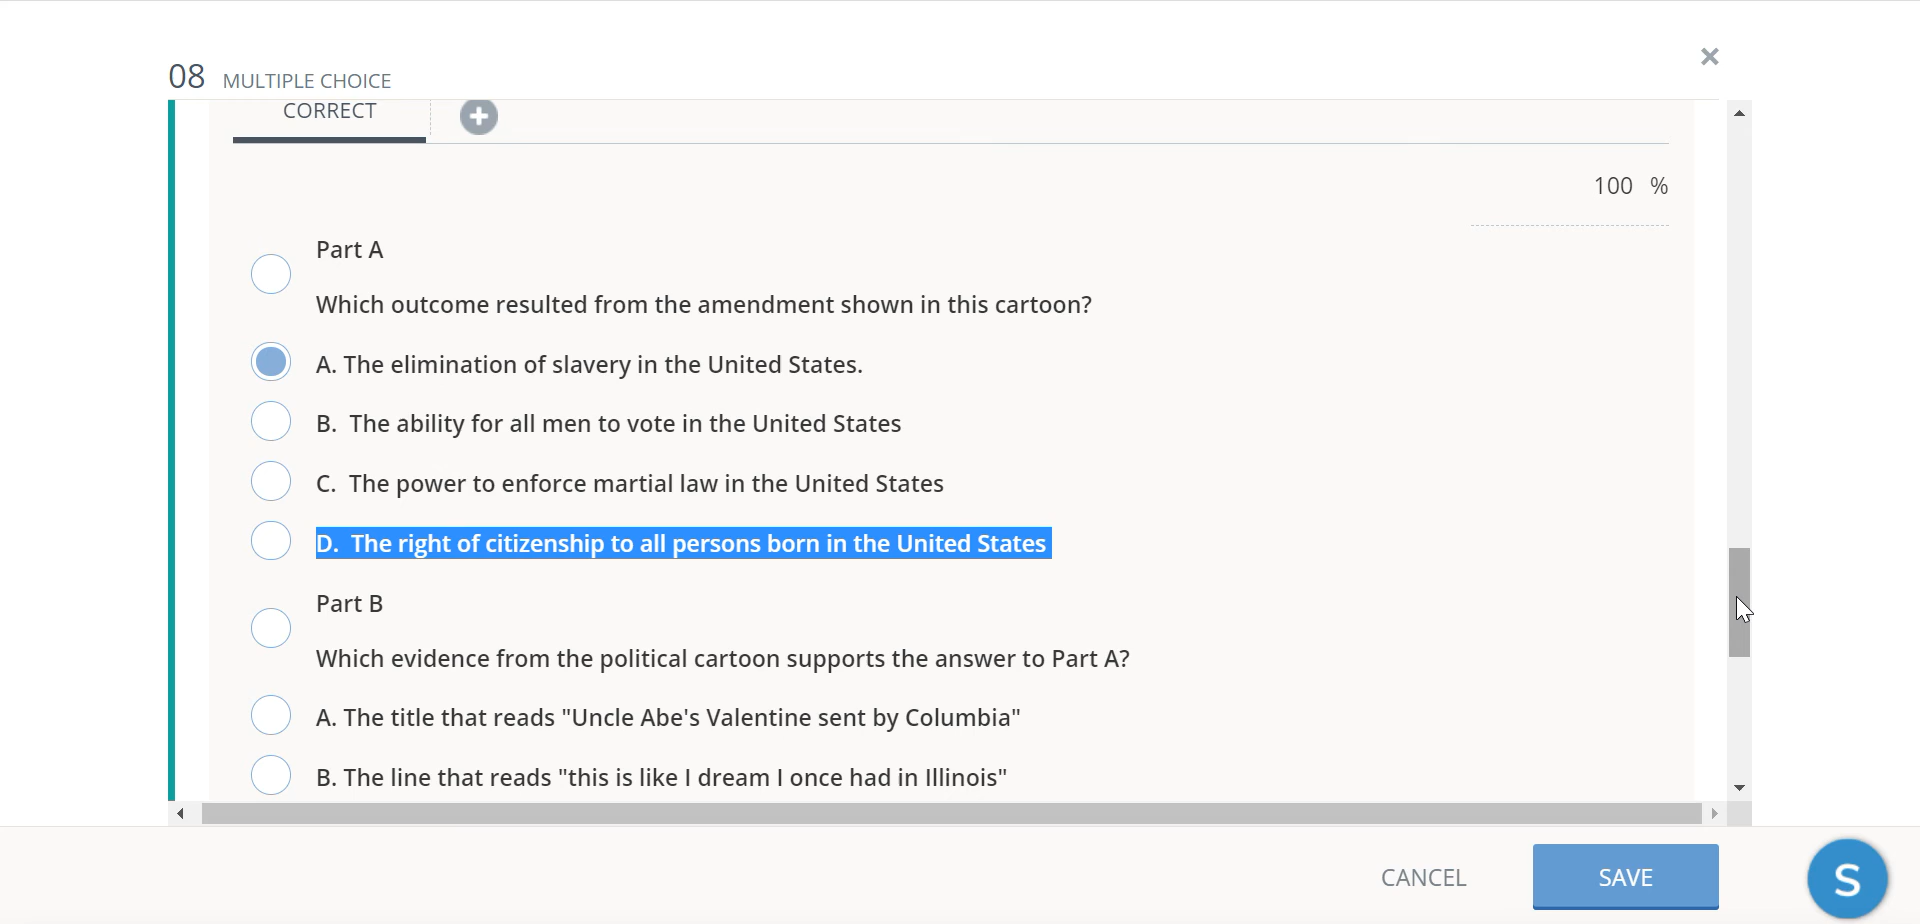 08 MULTIPLE CHOICE
CORRECT
100 %
Part A
Which outcome resulted from the amendment shown in this cartoon?
A. The elimination of slavery in the United States.
B. The ability for all men to vote in the United States
C. The power to enforce martial law in the United States
D. The right of citizenship to all persons born in the United States
Part B
Which evidence from the political cartoon supports the answer to Part A?
A. The title that reads "Uncle Abe's Valentine sent by Columbia"
B. The line that reads "this is like I dream I once had in Illinois"
CANCEL
SAVE
S